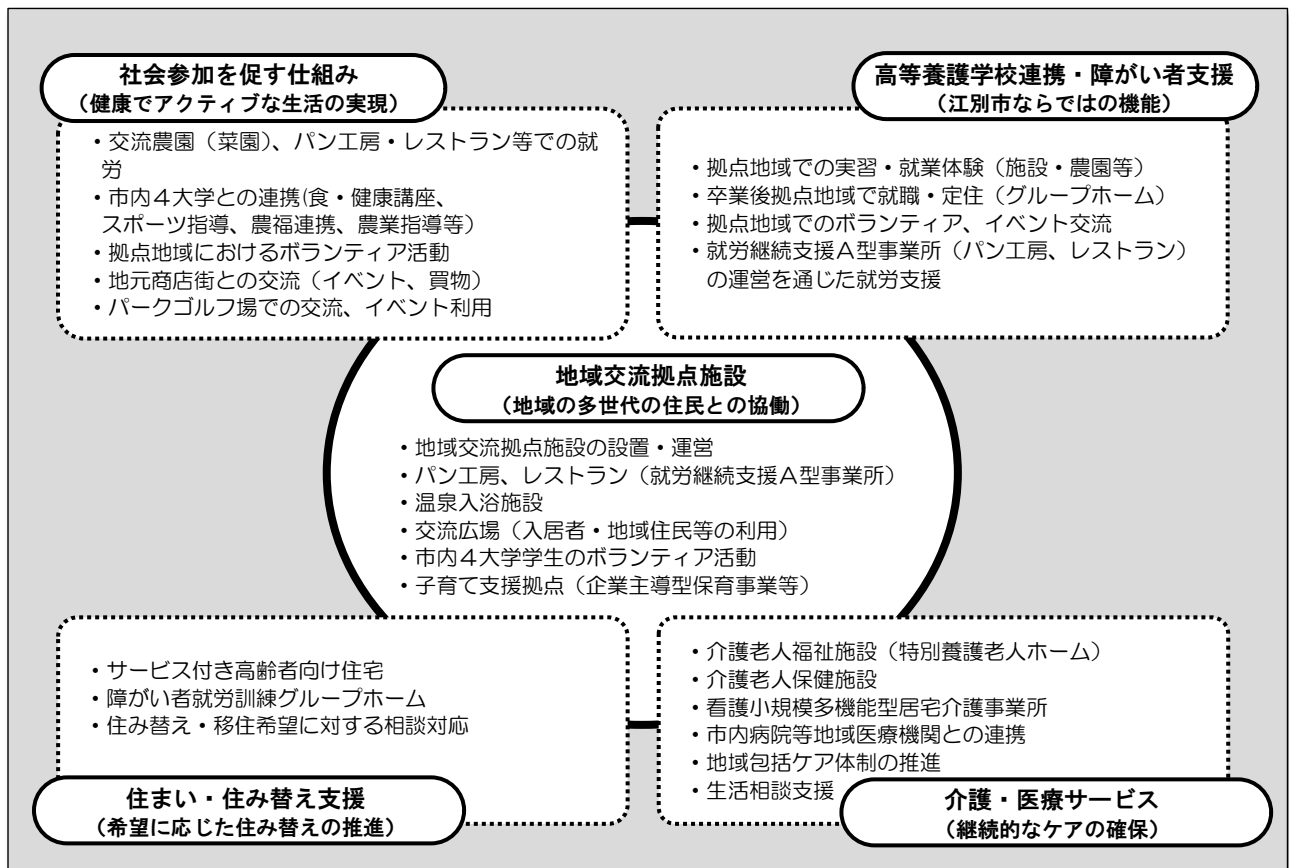 社会参加を促す仕組み
（健康でアクティブな生活の実現）
・交流農園（菜園）、パン工房・レストラン等での就
労
・市内４大学との連携(食・健康講座、
スポーツ指導、農福連携、農業指導等）
・拠点地域におけるボランティア活動
・地元商店街との交流（イベント、買物）
・パークゴルフ場での交流、イベント利用
高等養護学校連携・障がい者支援
（江別市ならではの機能）
・拠点地域での実習・就業体験（施設・農園等）
・卒業後拠点地域で就職・定住（グループホーム）
・拠点地域でのボランティア、イベント交流
・就労継続支援Ａ型事業所（パン工房、レストラン）
の運営を通じた就労支援
地域交流拠点施設
（地域の多世代の住民との協働）
・地域交流拠点施設の設置・運営
・パン工房、レストラン（就労継続支援Ａ型事業所）
・温泉入浴施設
・交流広場（入居者・地域住民等の利用）
・市内４大学学生のボランティア活動
・子育て支援拠点（企業主導型保育事業等）
・サービス付き高齢者向け住宅
・障がい者就労訓練グループホーム
・住み替え・移住希望に対する相談対応
住まい・住み替え支援
（希望に応じた住み替えの推進）
・介護老人福祉施設（特別養護老人ホーム）
・介護老人保健施設
・看護小規模多機能型居宅介護事業所
・市内病院等地域医療機関との連携
・地域包括ケア体制の推進
・生活相談支援
介護・医療サービス
（継続的なケアの確保）